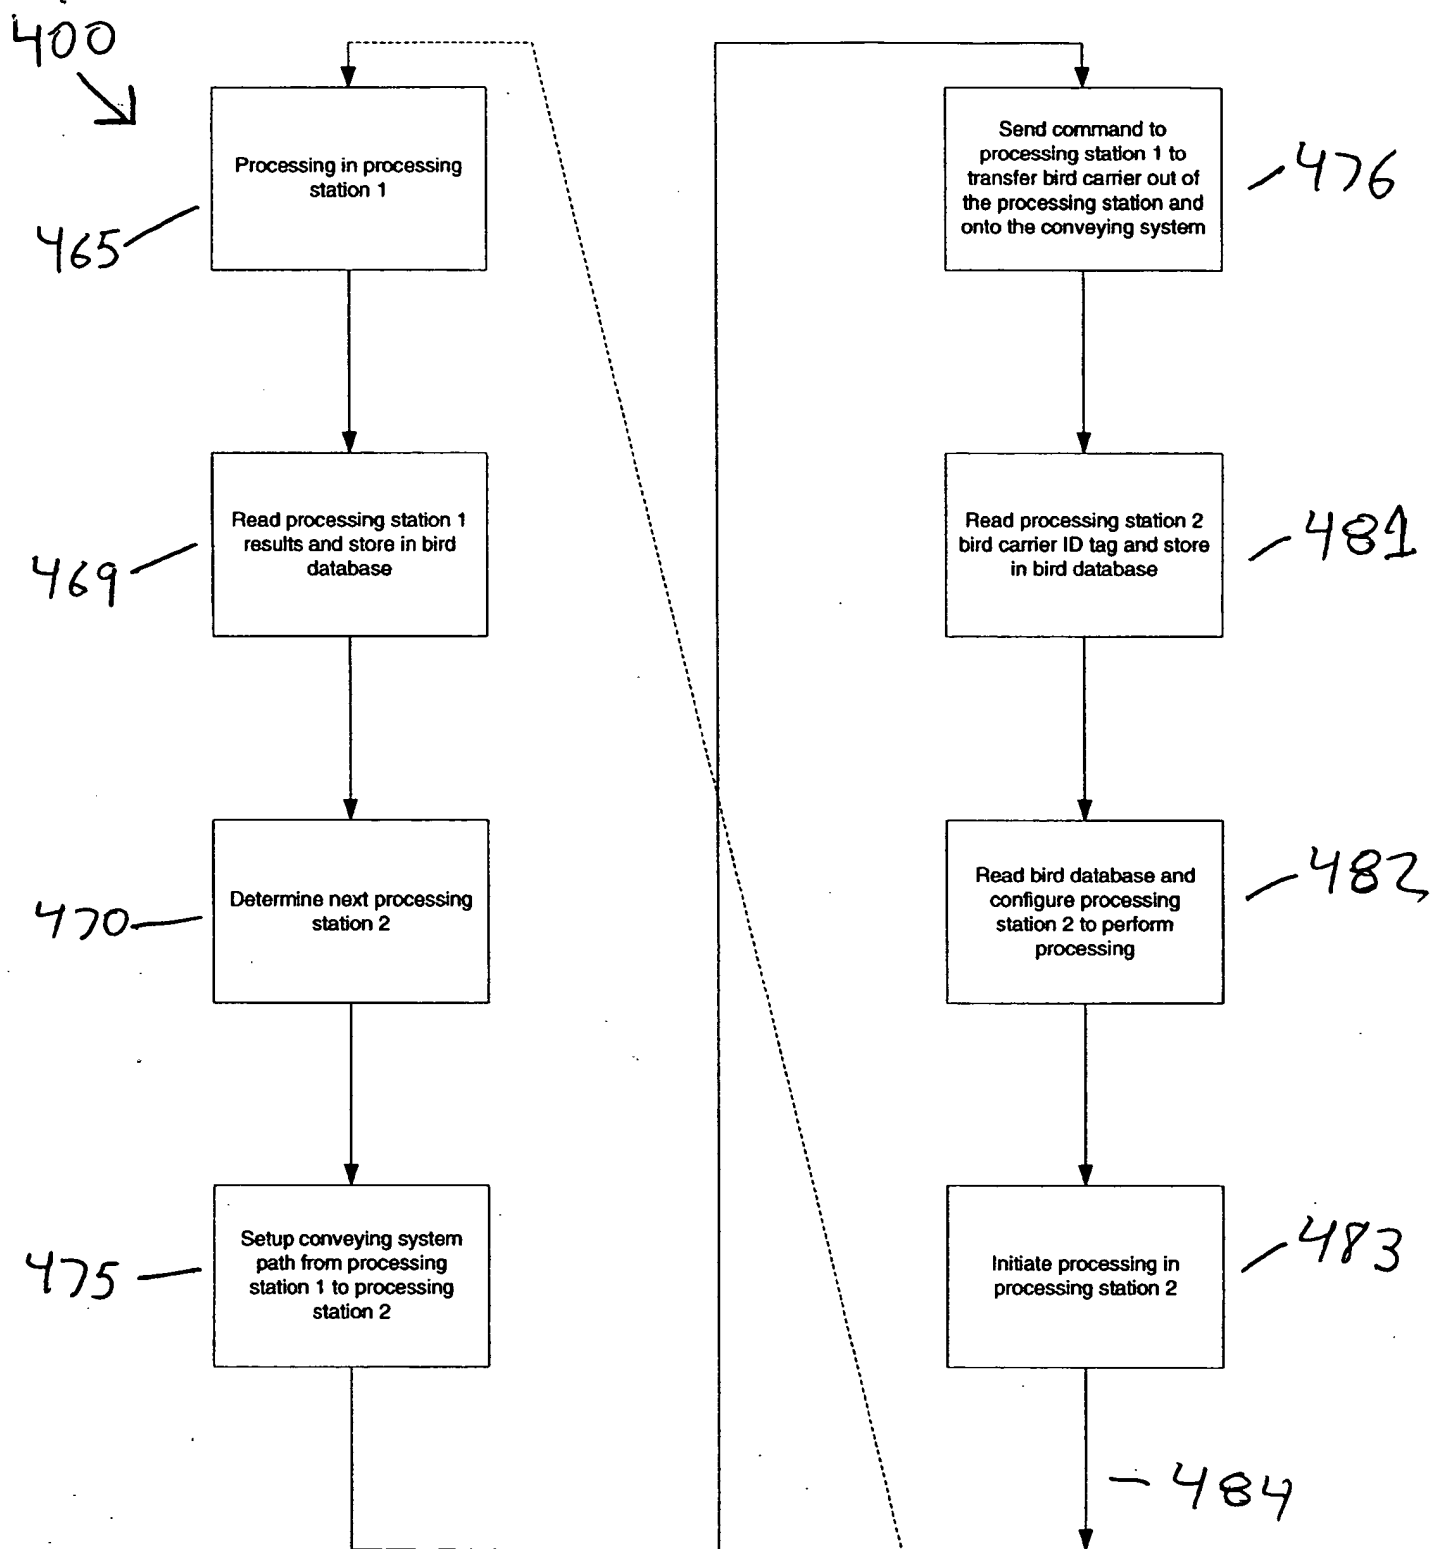 400
Processing in processing
station 1
465
Read processing station 1
results and store in bird
database
469
Determine next processing
station 2
470
Setup conveying system
path from processing
station 1 to processing
station 2
475
Send command to
processing station 1 to
transfer bird carrier out of
the processing station and
onto the conveying system
476
Read processing station 2
bird carrier ID tag and store
in bird database
481
Read bird database and
configure processing
station 2 to perform
processing
482
Initiate processing in
processing station 2
483
484